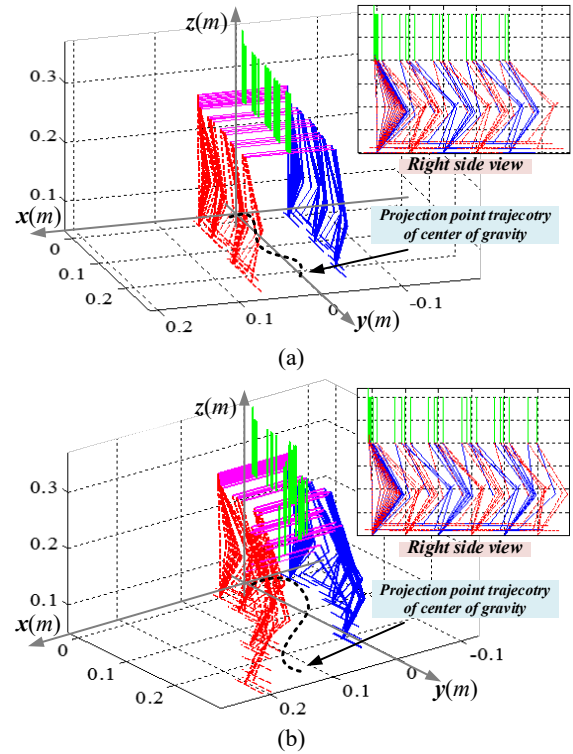 z(m)
0.3
0.2
0.1
x(m)
0
0.1
0.2
0.2
0.1
0
-0.1
y(m)
Right side view
Projection point trajecotry
of center of gravity
(a)
z(m)
0.3
0.2
0.1
x(m)
0
0.1
0.2
0.2
0.1
0
-0.1
y(m)
Right side view
Projection point trajecotry
of center of gravity
(b)